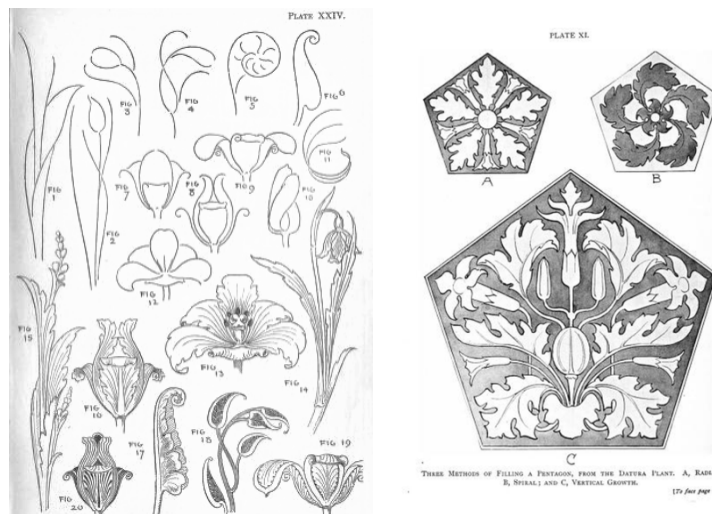 PLATE XXIV.
FIG 3
FIG 4
FIG 5
FIG 6
FIG 1
FIG 2
FIG 7
FIG 8
FIG 9
FIG 10
FIG 11
FIG 12
FIG 13
FIG 14
FIG 15
FIG 16
FIG 17
FIG 18
FIG 19
FIG 20
PLATE XI.
A
B
C
THREE METHODS OF FILLING A PENTAGON, FROM THE DATURA PLANT. A,
B, SPIRAL; AND C, VERTICAL GROWTH.
[To face page